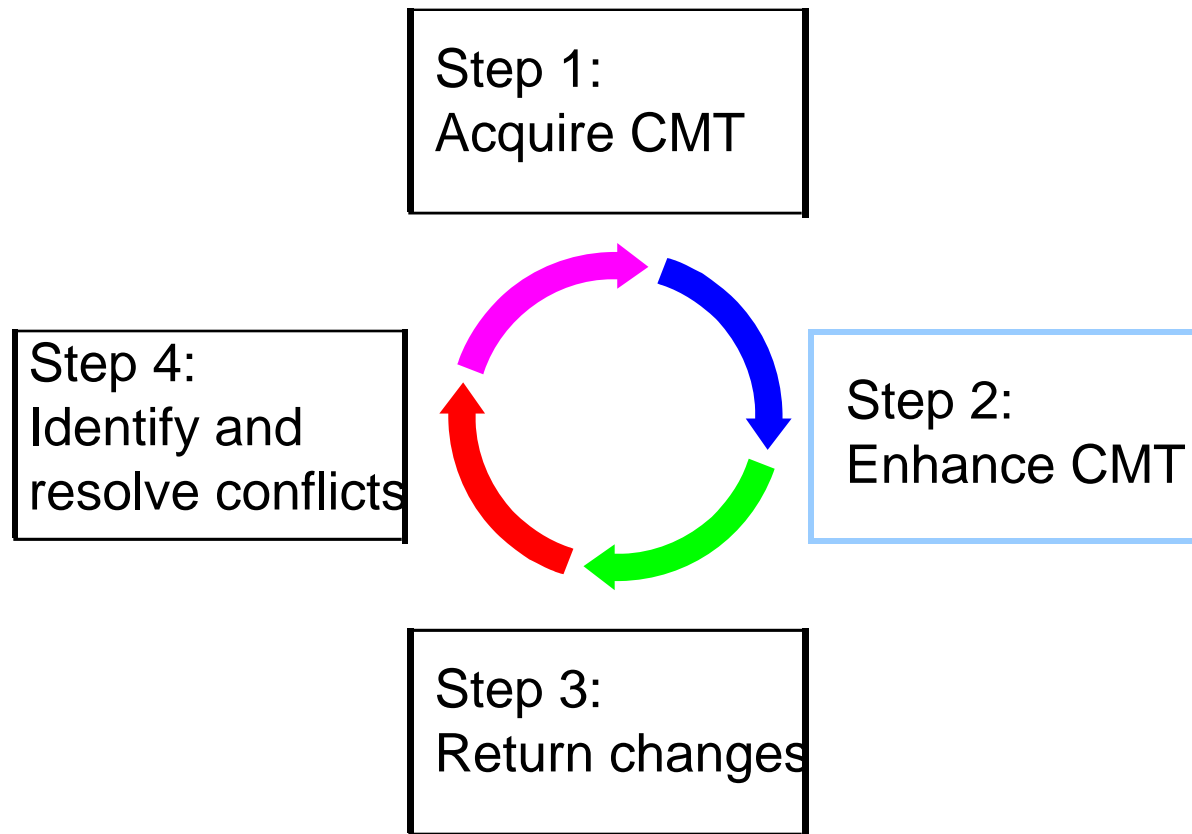 Step 1:
Acquire CMT
Step 2:
Enhance CMT
Step 3:
Return changes
Step 4:
Identify and
resolve conflicts